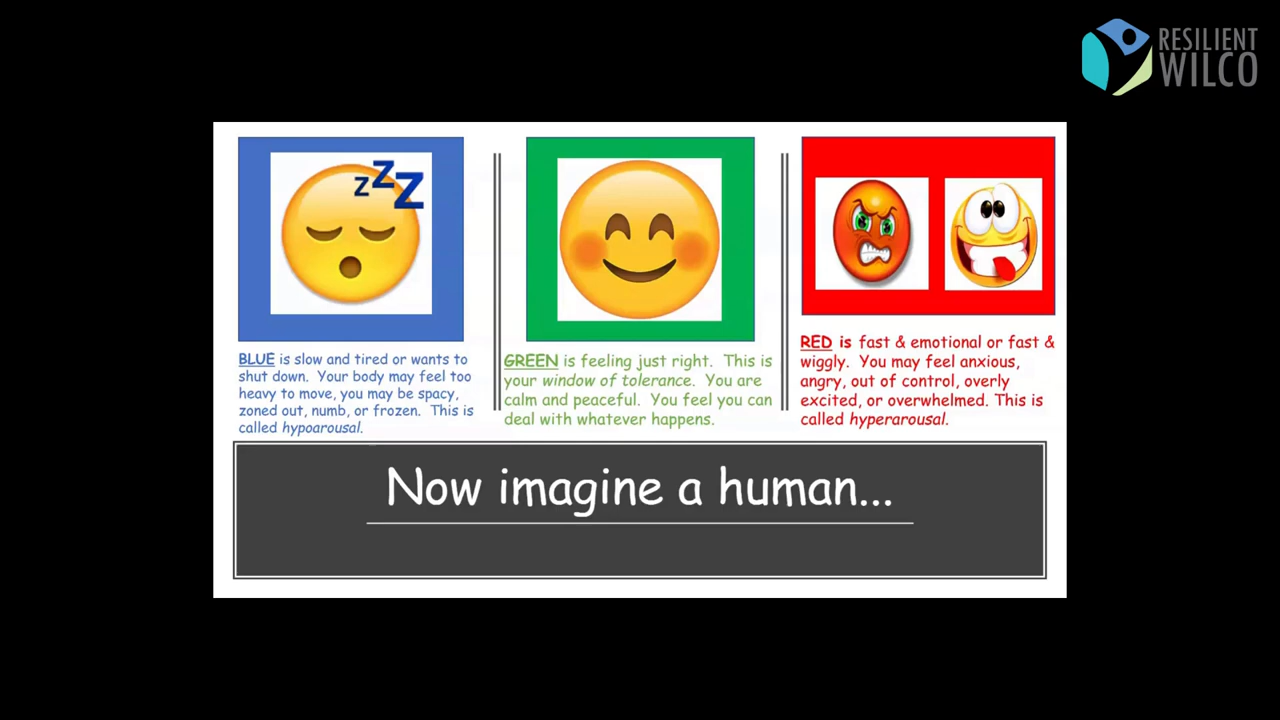 RESILIENT
WILCO
z
Z
Z
BLUE is slow and tired or wants to
shut down. Your body may feel too
heavy to move, you may be spacy,
zoned out, numb, or frozen. This is
called hypoarousal.
GREEN is feeling just right. This is
your window of tolerance. You are
calm and peaceful. You feel you can
deal with whatever happens.
RED is fast & emotional or fast &
wiggly. You may feel anxious,
angry, out of control, overly
excited, or overwhelmed. This is
called hyperarousal.
Now imagine a human...